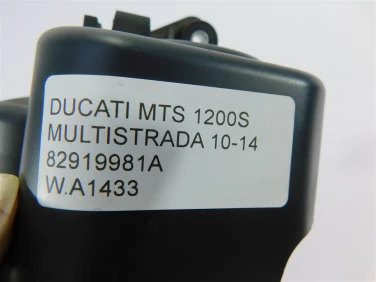 DUCATI MTS 1200S
MULTISTRADA 10-14
82919981A
W.A1433